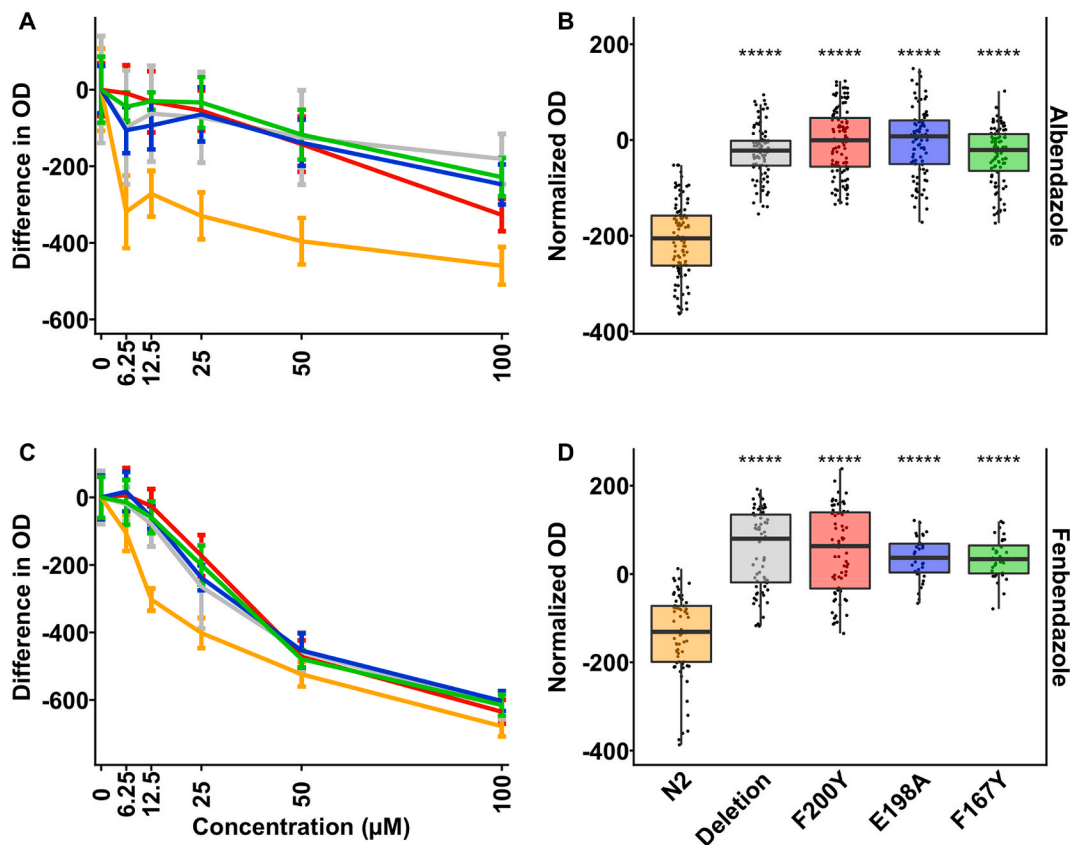 A
Difference in OD
0
-200
-400
-600
0
6.25
12.5
25
50
100
B
Normalized OD
200
0
-200
-400
*****
*****
*****
*****
Albendazole
C
Difference in OD
0
-200
-400
-600
0
6.25
12.5
25
50
100
Concentration (µM)
D
Normalized OD
200
0
-200
-400
*****
*****
*****
*****
Fenbendazole
N2
Deletion
F200Y
E198A
F167Y